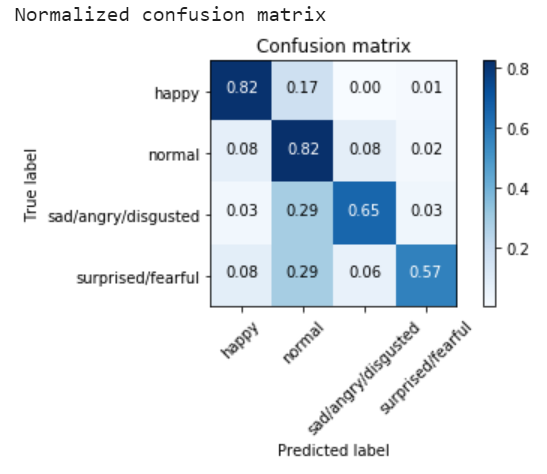 Normalized confusion matrix
Confusion matrix
happy 0.82 0.17 0.00 0.01
normal 0.08 0.82 0.08 0.02
sad/angry/disgusted 0.03 0.29 0.65 0.03
surprised/fearful 0.08 0.29 0.06 0.57
True label
happy
normal
sad/angry/disgusted
surprised/fearful
Predicted label
0.8
0.6
0.4
0.2